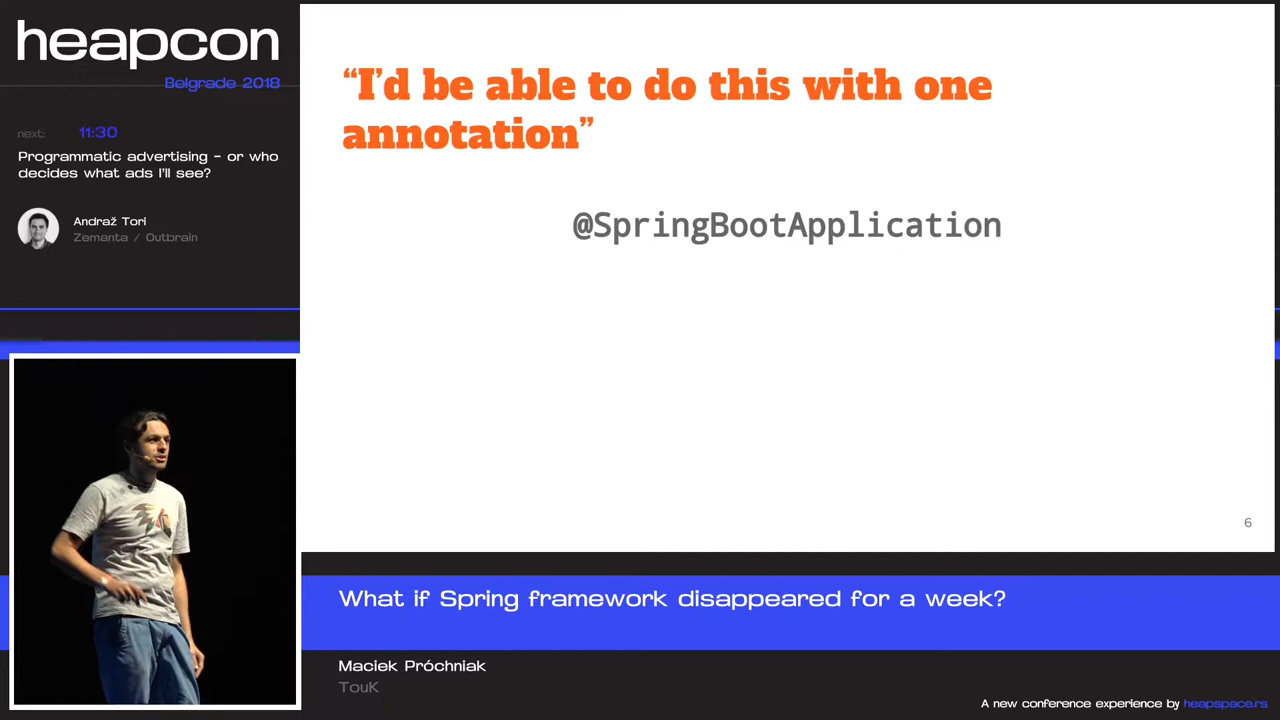 heapcon
Belgrade 2018
next: 11:30
Programmatic advertising - or who
decides what ads I'll see?
Andraž Tori
Zemanta / Outbrain
“I'd be able to do this with one
annotation”
@SpringBootApplication
6
What if Spring framework disappeared for a week?
Maciek Próchniak
TouK
A new conference experience by heapspace.rs